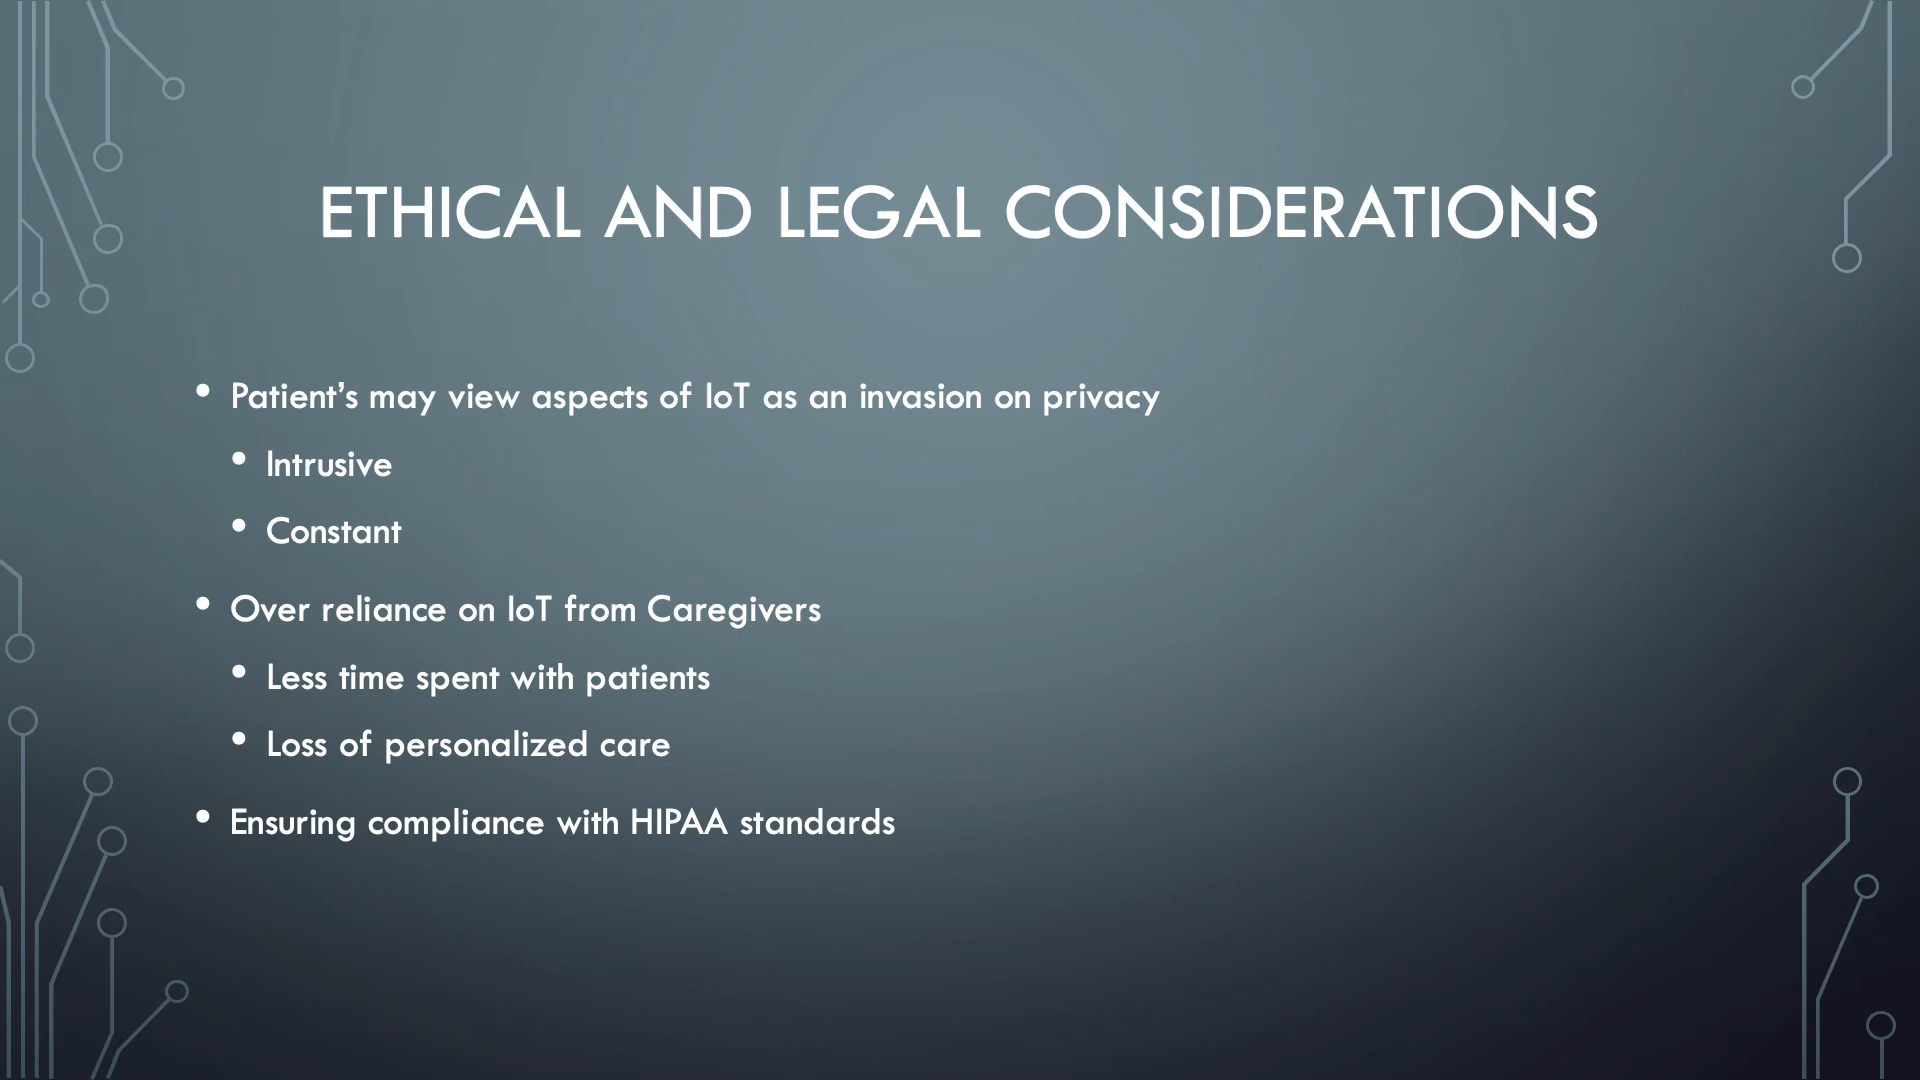 ETHICAL AND LEGAL CONSIDERATIONS
• Patient’s may view aspects of IoT as an invasion on privacy
• Intrusive
• Constant
• Over reliance on IoT from Caregivers
• Less time spent with patients
• Loss of personalized care
• Ensuring compliance with HIPAA standards